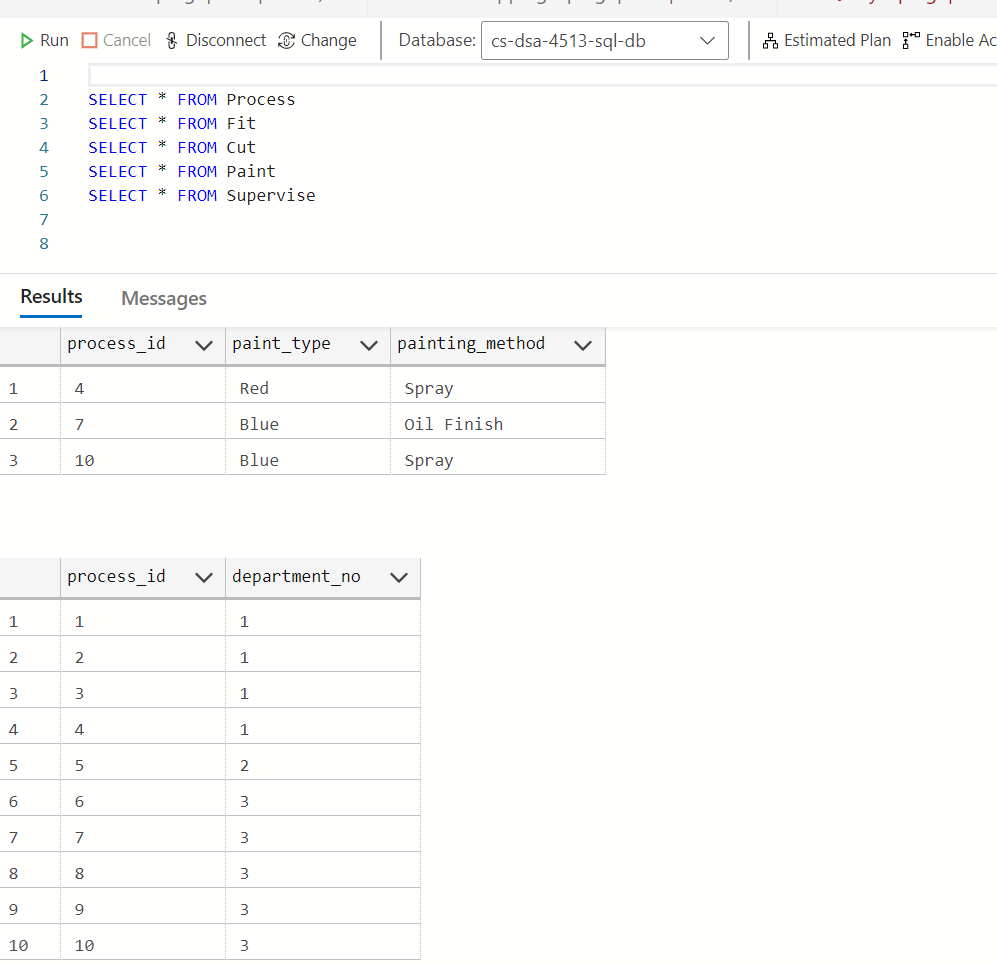 Run Cancel Disconnect Change Database: cs-dsa-4513-sql-db Estimated Plan Enable Ac
1
2 SELECT * FROM Process
3 SELECT * FROM Fit
4 SELECT * FROM Cut
5 SELECT * FROM Paint
6 SELECT * FROM Supervise
7
8
Results Messages
process_id paint_type painting_method
1 4 Red Spray
2 7 Blue Oil Finish
3 10 Blue Spray
process_id department_no
1 1 1
2 2 1
3 3 1
4 4 1
5 5 2
6 6 3
7 7 3
8 8 3
9 9 3
10 10 3